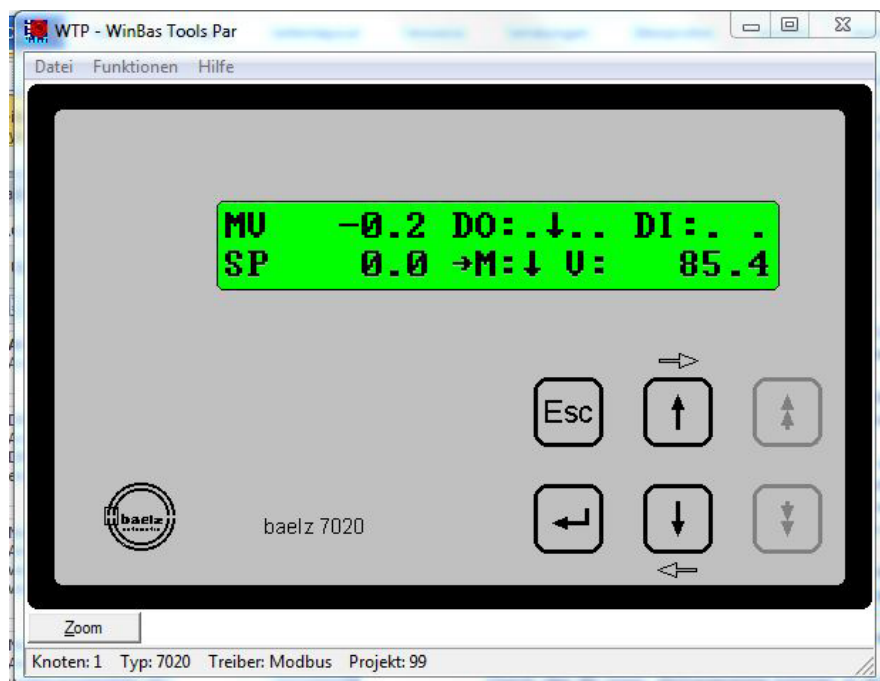 WTP - WinBas Tools Par
Datei Funktionen Hilfe
MV -0.2 DO:.↓.. DI:. .
SP 0.0 →M:↓ V: 85.4
Esc
baelz
baelz 7020
Zoom
Knoten: 1 Typ: 7020 Treiber: Modbus Projekt: 99